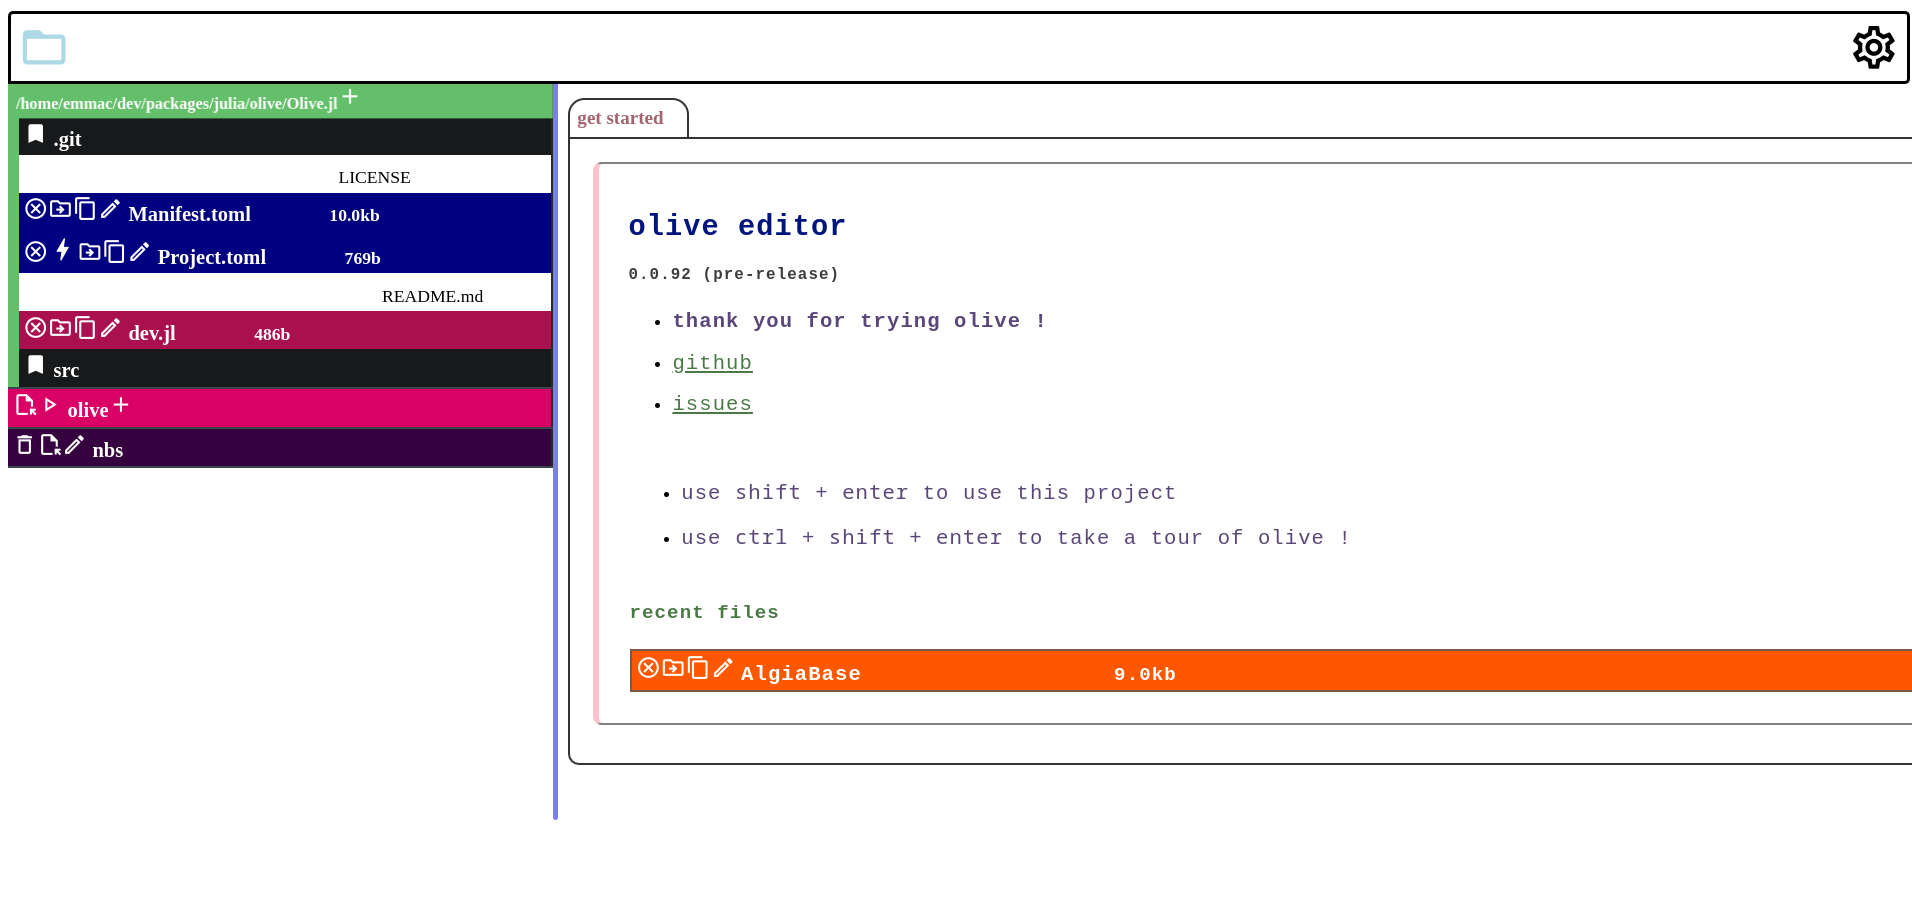 /home/emmac/dev/packages/julia/olive/Olive.jl +
.git
LICENSE
Manifest.toml 10.0kb
Project.toml 769b
README.md
dev.jl 486b
src
olive +
nbs
get started
olive editor
0.0.92 (pre-release)
thank you for trying olive !
github
issues
use shift + enter to use this project
use ctrl + shift + enter to take a tour of olive !
recent files
AlgiaBase 9.0kb